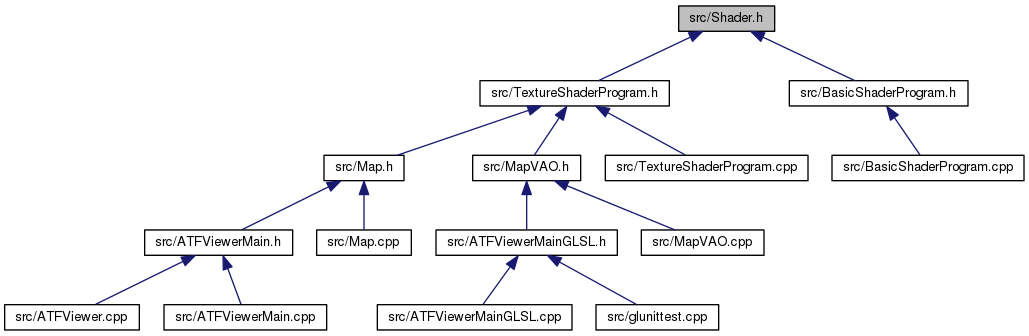 src/Shader.h
src/TextureShaderProgram.h
src/BasicShaderProgram.h
src/Map.h
src/MapVAO.h
src/TextureShaderProgram.cpp
src/BasicShaderProgram.cpp
src/ATFViewerMain.h
src/Map.cpp
src/ATFViewerMainGLSL.h
src/MapVAO.cpp
src/ATFViewer.cpp
src/ATFViewerMain.cpp
src/ATFViewerMainGLSL.cpp
src/glunittest.cpp